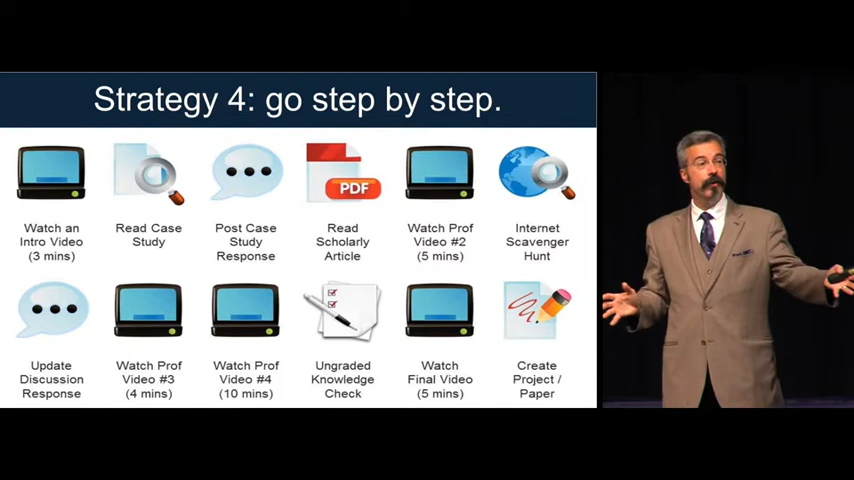 Strategy 4: go step by step.
PDF
Watch an
Intro Video
(3 mins)
Read Case
Study
Post Case
Study
Response
Read
Scholarly
Article
Watch Prof
Video #2
(5 mins)
Internet
Scavenger
Hunt
Update
Discussion
Response
Watch Prof
Video #3
(4 mins)
Watch Prof
Video #4
(10 mins)
Ungraded
Knowledge
Check
Watch
Final Video
(5 mins)
Create
Project /
Paper